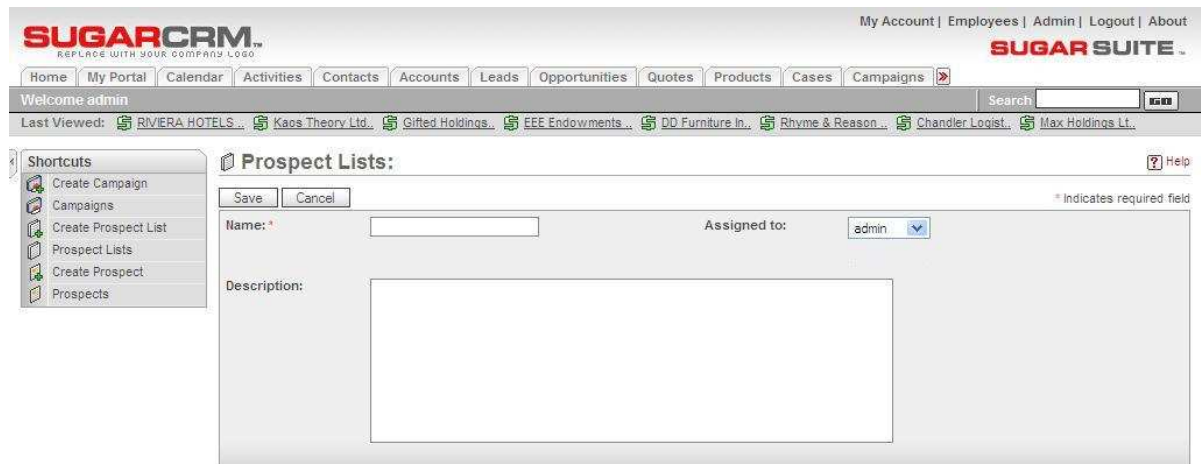 My Account | Employees | Admin | Logout | About
SUGARCRM™
REPLACE WITH YOUR COMPANY LOGO
SUGAR SUITE
Home My Portal Calendar Activities Contacts Accounts Leads Opportunities Quotes Products Cases Campaigns
Welcome admin Search GO
Last Viewed: RIVIERA HOTELS .. Kaos Theory Ltd.. Gifted Holdings.. EEE Endowments .. DD Furniture In.. Rhyme & Reason .. Chandler Logist.. Max Holdings Lt..
Shortcuts
Create Campaign
Campaigns
Create Prospect List
Prospect Lists
Create Prospect
Prospects
Prospect Lists: ? Help
Save Cancel * Indicates required field
Name: * Assigned to: admin
Description: